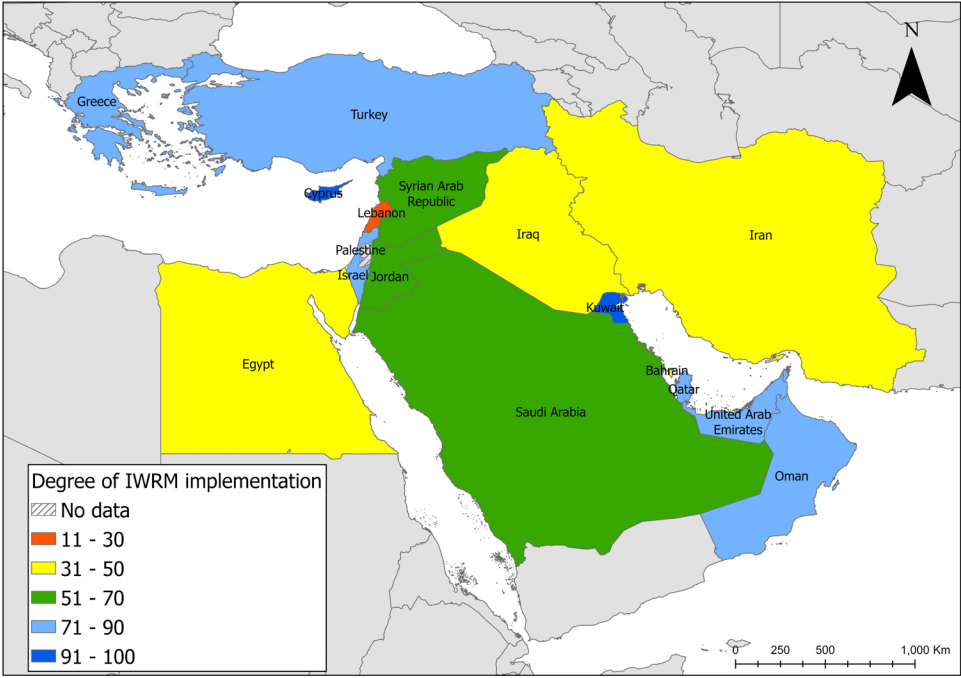 N
Greece
Turkey
Cyprus
Syrian Arab
Republic
Lebanon
Iraq
Iran
Palestine
Israel
Jordan
Kuwait
Egypt
Bahrain
Qatar
Saudi Arabia
United Arab
Emirates
Oman
Degree of IWRM implementation
No data
11 - 30
31 - 50
51 - 70
71 - 90
91 - 100
0 250 500 1,000 Km